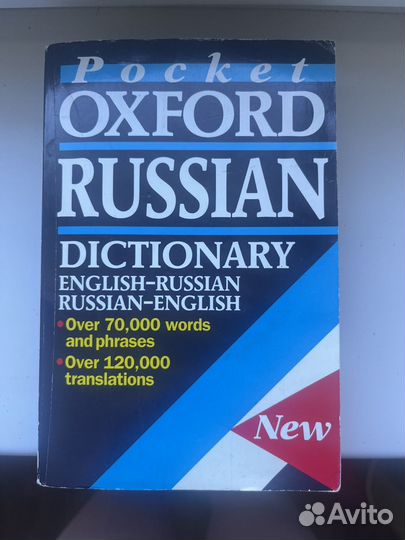 Pocket
OXFORD
RUSSIAN
DICTIONARY
ENGLISH–RUSSIAN
RUSSIAN–ENGLISH
•Over 70,000 words
and phrases
•Over 120,000
translations
New
Avito